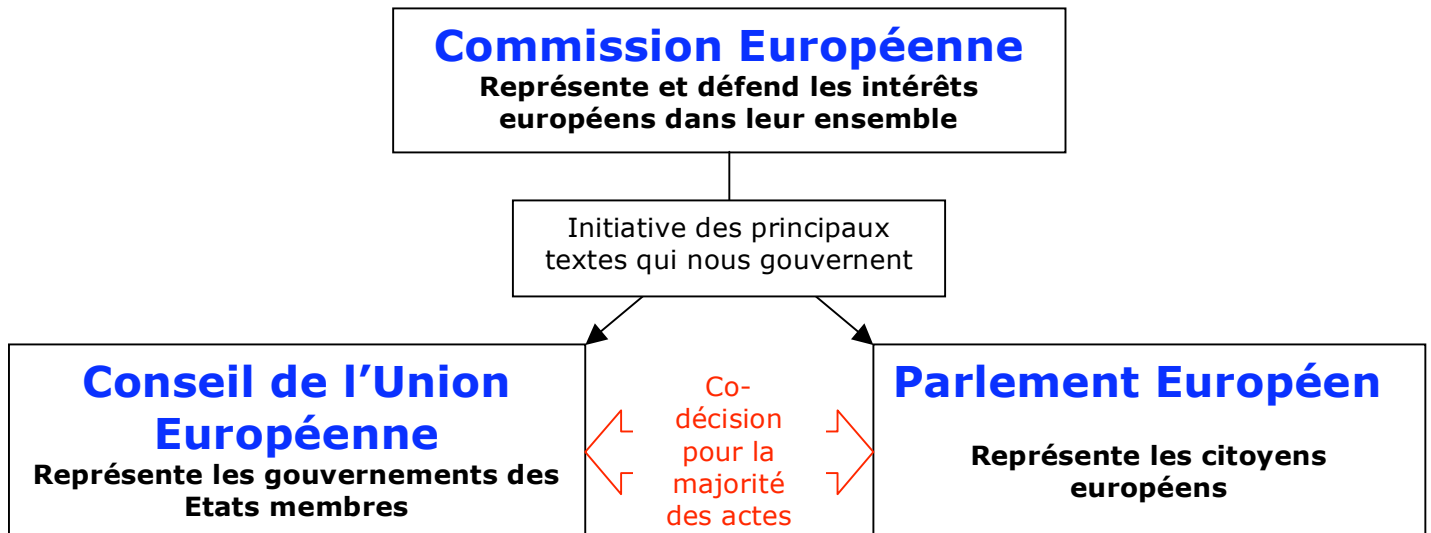 Commission Européenne
Représente et défend les intérêts
européens dans leur ensemble
Initiative des principaux
textes qui nous gouvernent
Conseil de l’Union
Européenne
Représente les gouvernements des
Etats membres
Co-
décision
pour la
majorité
des actes
Parlement Européen
Représente les citoyens
européens